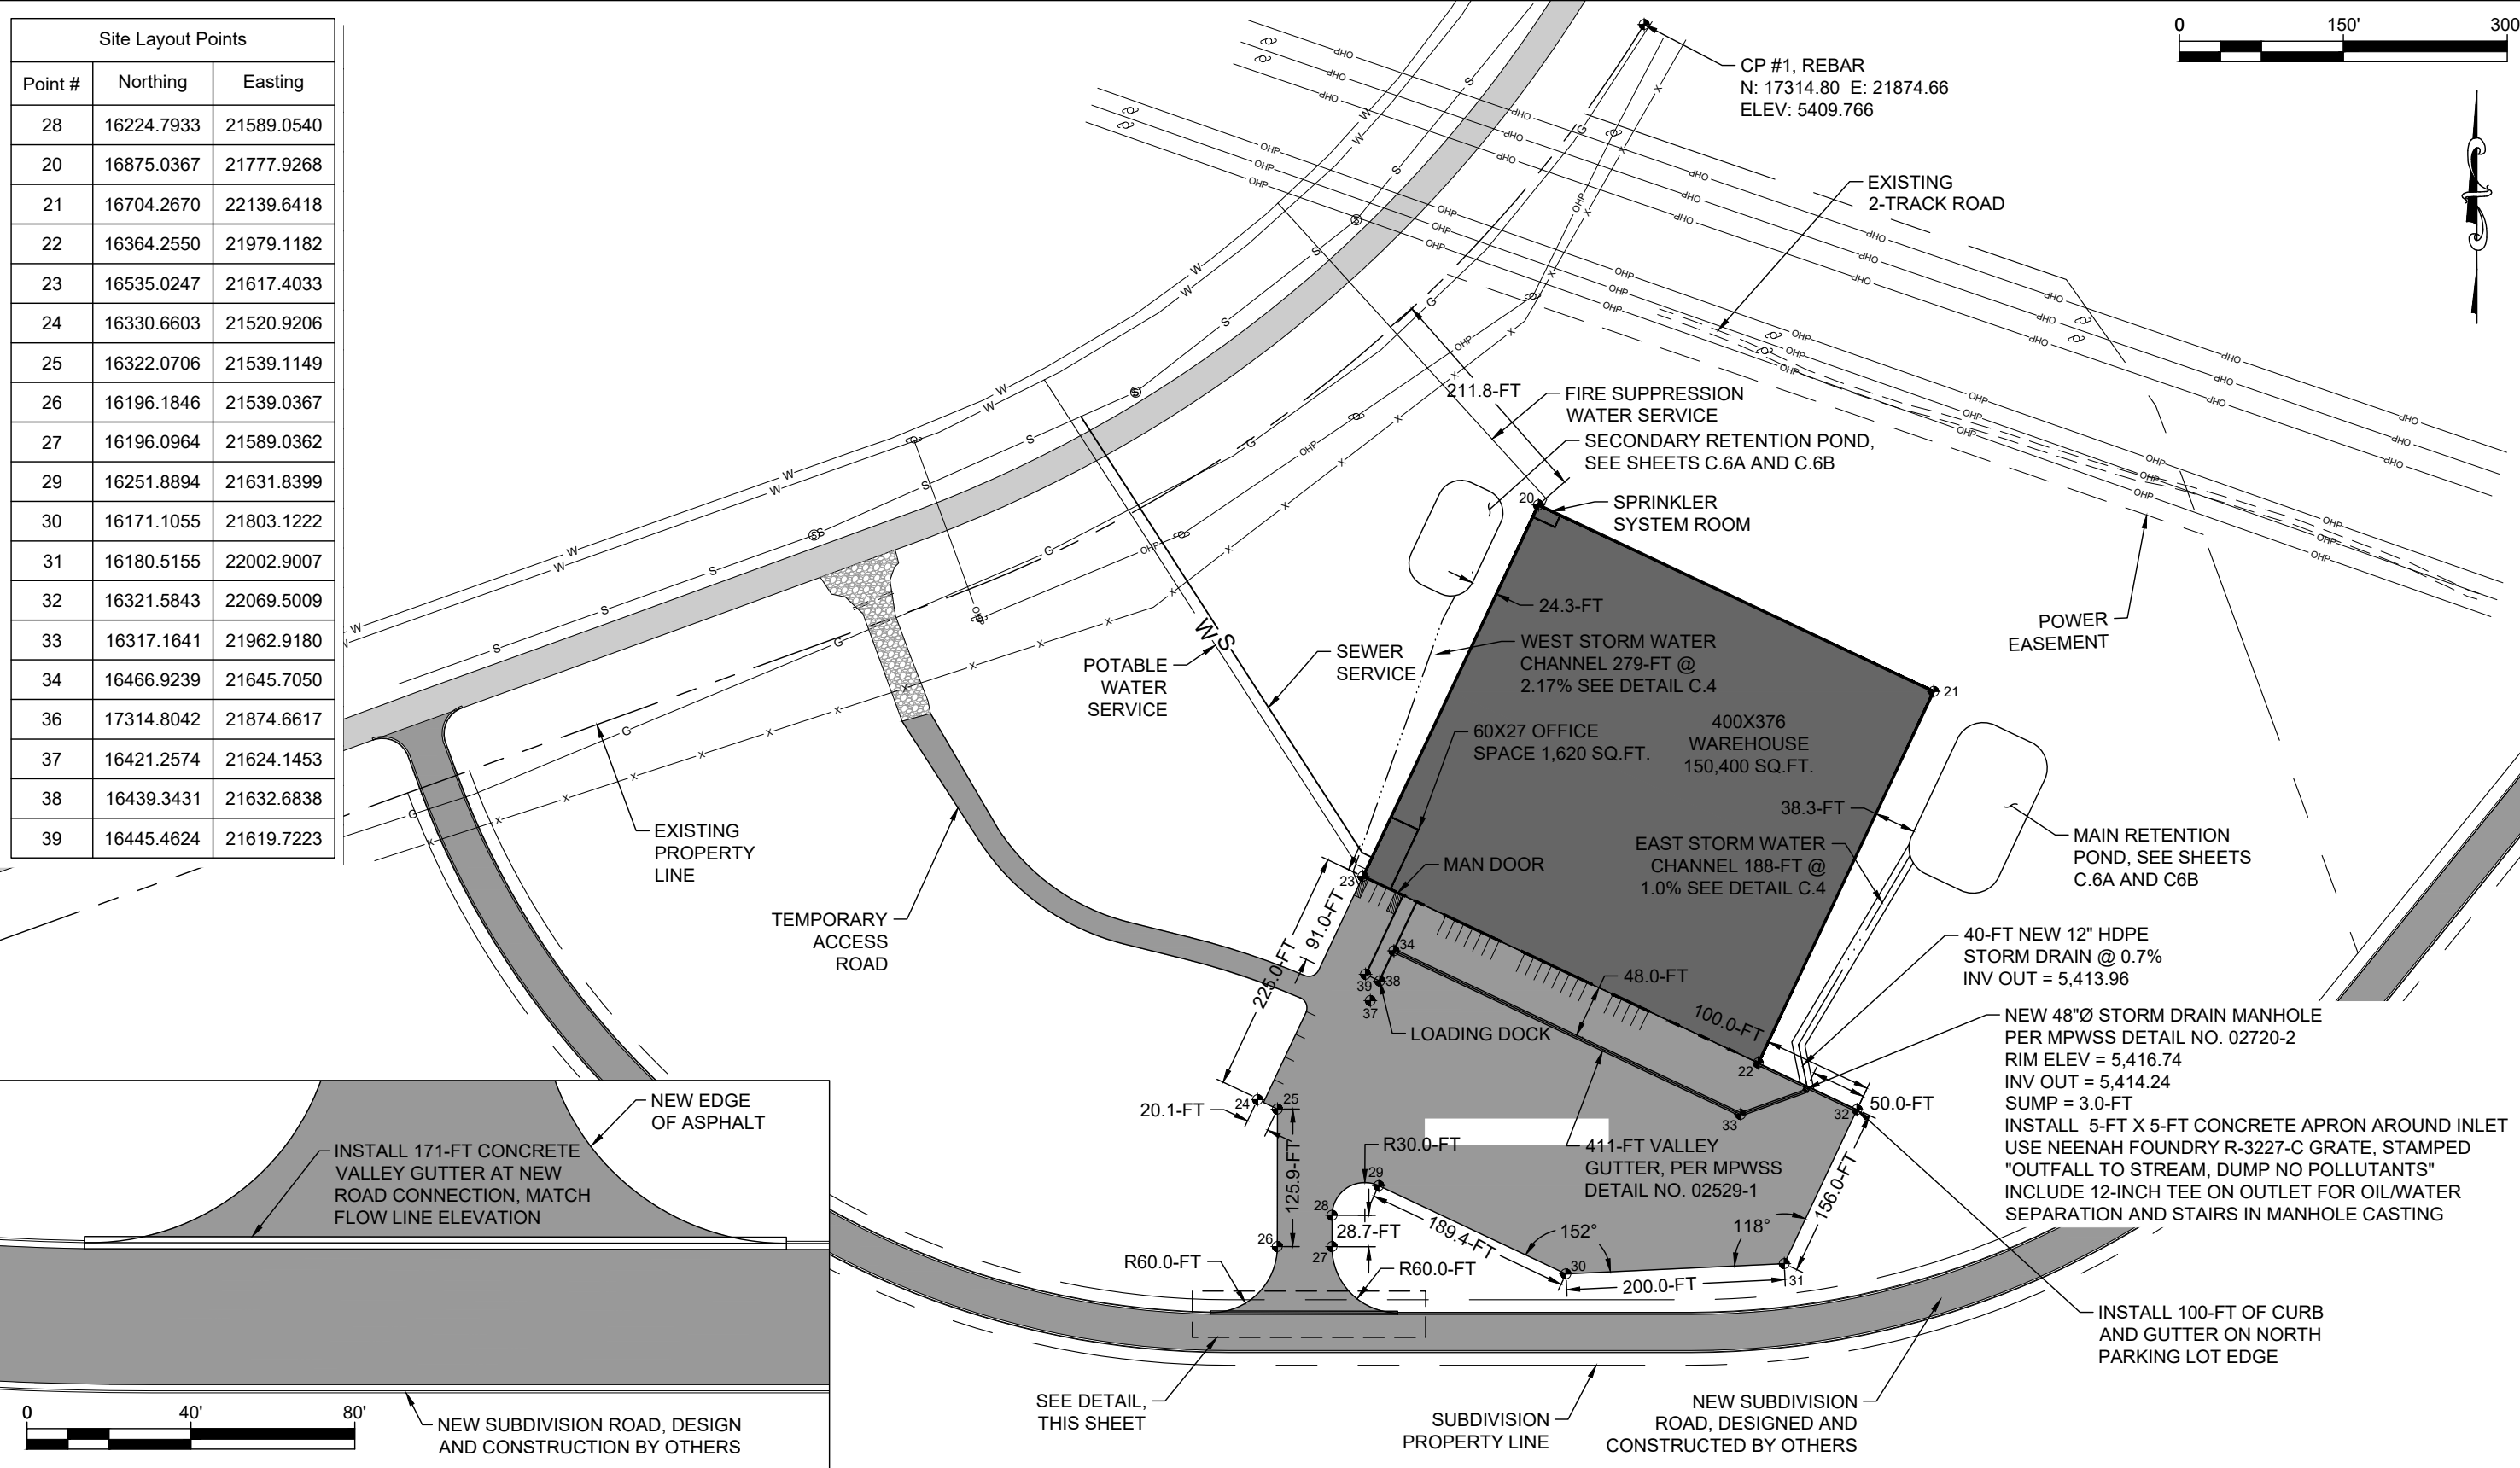 Site Layout Points
Point # Northing Easting
28 16224.7933 21589.0540
20 16875.0367 21777.9268
21 16704.2670 22139.6418
22 16364.2550 21979.1182
23 16535.0247 21617.4033
24 16330.6603 21520.9206
25 16322.0706 21539.1149
26 16196.1846 21539.0367
27 16196.0964 21589.0362
29 16251.8894 21631.8399
30 16171.1055 21803.1222
31 16180.5155 22002.9007
32 16321.5843 22069.5009
33 16317.1641 21962.9180
34 16466.9239 21645.7050
36 17314.8042 21874.6617
37 16421.2574 21624.1453
38 16439.3431 21632.6838
39 16445.4624 21619.7223
0 150' 300
CP #1, REBAR
N: 17314.80 E: 21874.66
ELEV: 5409.766
EXISTING
2-TRACK ROAD
211.8-FT
FIRE SUPPRESSION
WATER SERVICE
SECONDARY RETENTION POND,
SEE SHEETS C.6A AND C.6B
20
SPRINKLER
SYSTEM ROOM
24.3-FT
WEST STORM WATER
CHANNEL 279-FT @
2.17% SEE DETAIL C.4
POWER
EASEMENT
SEWER
SERVICE
POTABLE
WATER
SERVICE
W
S
21
60X27 OFFICE
SPACE 1,620 SQ.FT.
400X376
WAREHOUSE
150,400 SQ.FT.
38.3-FT
MAIN RETENTION
POND, SEE SHEETS
C.6A AND C6B
EAST STORM WATER
CHANNEL 188-FT @
1.0% SEE DETAIL C.4
MAN DOOR
23
EXISTING
PROPERTY
LINE
TEMPORARY
ACCESS
ROAD
91.0-FT
225.0-FT
34
39
38
37
48.0-FT
LOADING DOCK
100.0-FT
22
40-FT NEW 12" HDPE
STORM DRAIN @ 0.7%
INV OUT = 5,413.96
NEW 48"Ø STORM DRAIN MANHOLE
PER MPWSS DETAIL NO. 02720-2
RIM ELEV = 5,416.74
INV OUT = 5,414.24
SUMP = 3.0-FT
INSTALL 5-FT X 5-FT CONCRETE APRON AROUND INLET
USE NEENAH FOUNDRY R-3227-C GRATE, STAMPED
"OUTFALL TO STREAM, DUMP NO POLLUTANTS"
INCLUDE 12-INCH TEE ON OUTLET FOR OIL/WATER
SEPARATION AND STAIRS IN MANHOLE CASTING
20.1-FT
24
25
33
32
50.0-FT
125.9-FT
R30.0-FT
29
411-FT VALLEY
GUTTER, PER MPWSS
DETAIL NO. 02529-1
156.0-FT
118°
28
28.7-FT
189.4-FT
152°
26
27
R60.0-FT
R60.0-FT
30
200.0-FT
31
NEW EDGE
OF ASPHALT
INSTALL 171-FT CONCRETE
VALLEY GUTTER AT NEW
ROAD CONNECTION, MATCH
FLOW LINE ELEVATION
INSTALL 100-FT OF CURB
AND GUTTER ON NORTH
PARKING LOT EDGE
SEE DETAIL,
THIS SHEET
SUBDIVISION
PROPERTY LINE
NEW SUBDIVISION
ROAD, DESIGNED AND
CONSTRUCTED BY OTHERS
0 40' 80'
NEW SUBDIVISION ROAD, DESIGN
AND CONSTRUCTION BY OTHERS